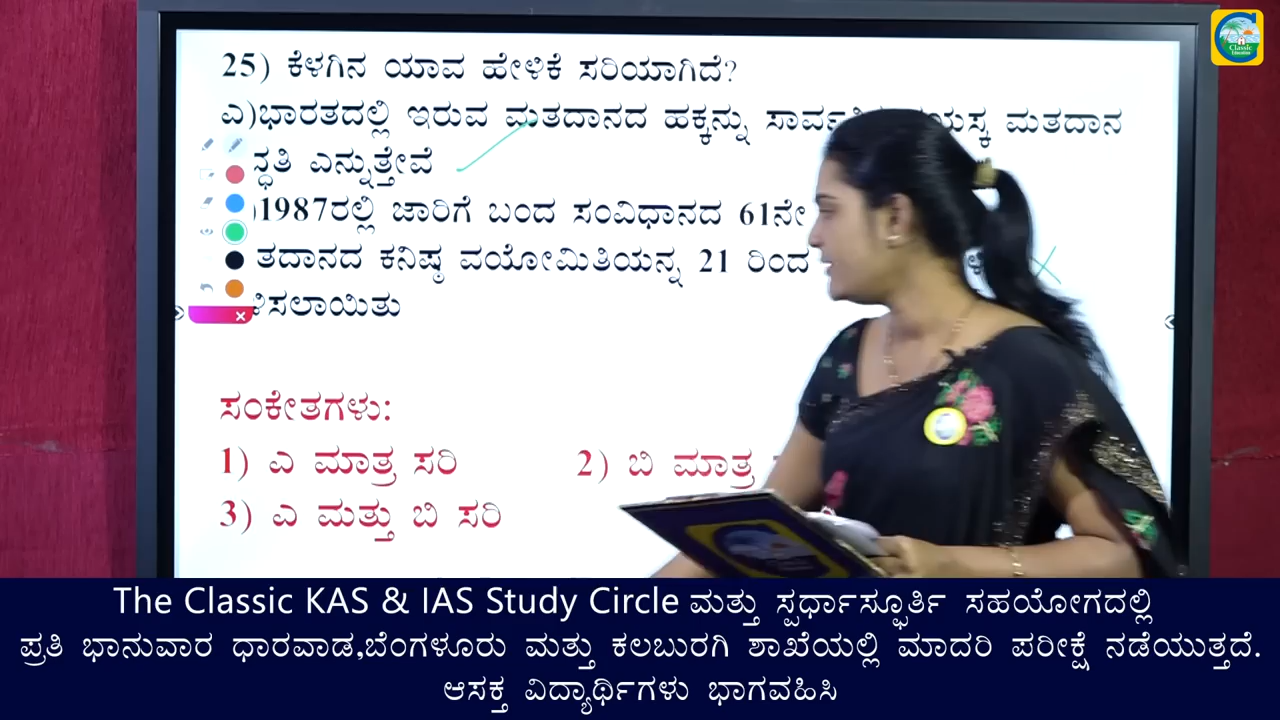 Classic
Education
25) ಕೆಳಗಿನ ಯಾವ ಹೇಳಿಕೆ ಸರಿಯಾಗಿದೆ?
ಎ)ಭಾರತದಲ್ಲಿ ಇರುವ ಮತದಾನದ ಹಕ್ಕನ್ನು ಮತದಾನ
ಎನ್ನುತ್ತೇವೆ
)1987ರಲ್ಲಿ ಜಾರಿಗೆ ಬಂದ ಸಂವಿಧಾನದ 61ನೇ
ತದಾನದ ಕನಿಷ್ಠ ವಯೋಮಿತಿಯನ್ನ 21 ರಿಂದ
ಳಿಸಲಾಯಿತು
ಸಂಕೇತಗಳು:
1) ಎ ಮಾತ್ರ ಸರಿ 2) ಬಿ ಮಾತ್ರ
3) ಎ ಮತ್ತು ಬಿ ಸರಿ
The Classic KAS & IAS Study Circle ಮತ್ತು ಸ್ಪರ್ಧಾಸ್ಫೂರ್ತಿ ಸಹಯೋಗದಲ್ಲಿ
ಪ್ರತಿ ಭಾನುವಾರ ಧಾರವಾಡ,ಬೆಂಗಳೂರು ಮತ್ತು ಕಲಬುರಗಿ ಶಾಖೆಯಲ್ಲಿ ಮಾದರಿ ಪರೀಕ್ಷೆ ನಡೆಯುತ್ತದೆ.
ಆಸಕ್ತ ವಿದ್ಯಾರ್ಥಿಗಳು ಭಾಗವಹಿಸಿ